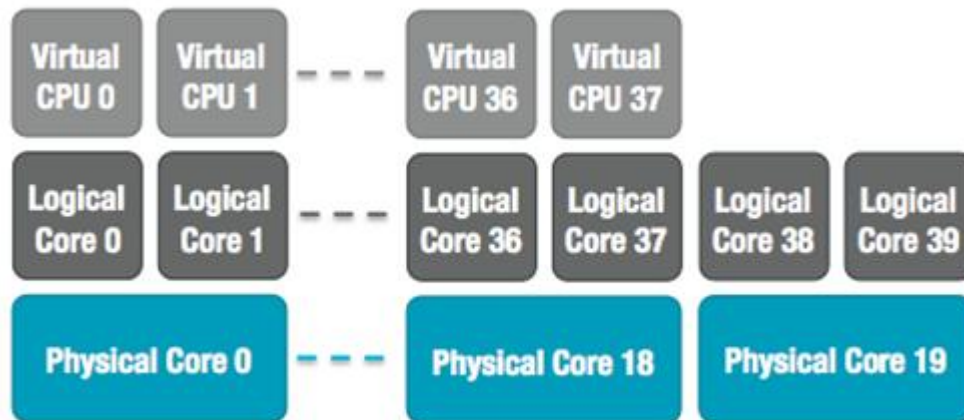 Virtual
CPU 0
Virtual
CPU 1
Virtual
CPU 36
Virtual
CPU 37
Logical
Core 0
Logical
Core 1
Logical
Core 36
Logical
Core 37
Logical
Core 38
Logical
Core 39
Physical Core 0
Physical Core 18
Physical Core 19